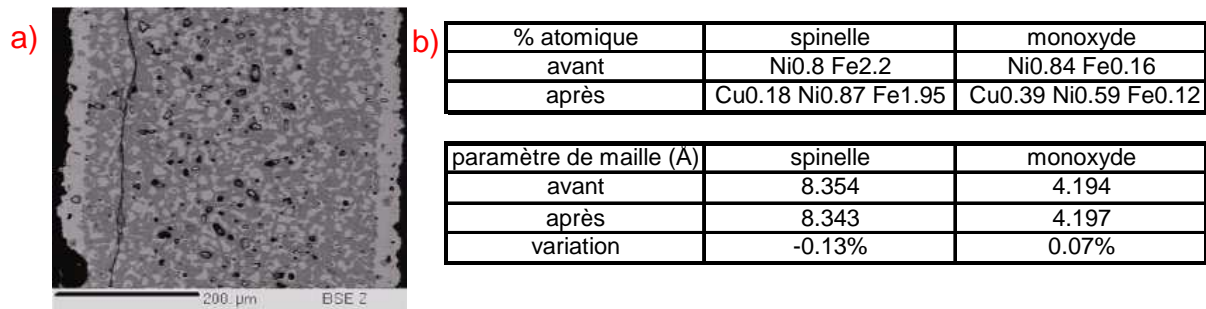 a)
200. µm BSE Z
b)
% atomique spinelle monoxyde
avant Ni0.8 Fe2.2 Ni0.84 Fe0.16
après Cu0.18 Ni0.87 Fe1.95 Cu0.39 Ni0.59 Fe0.12
paramètre de maille (Å) spinelle monoxyde
avant 8.354 4.194
après 8.343 4.197
variation -0.13% 0.07%